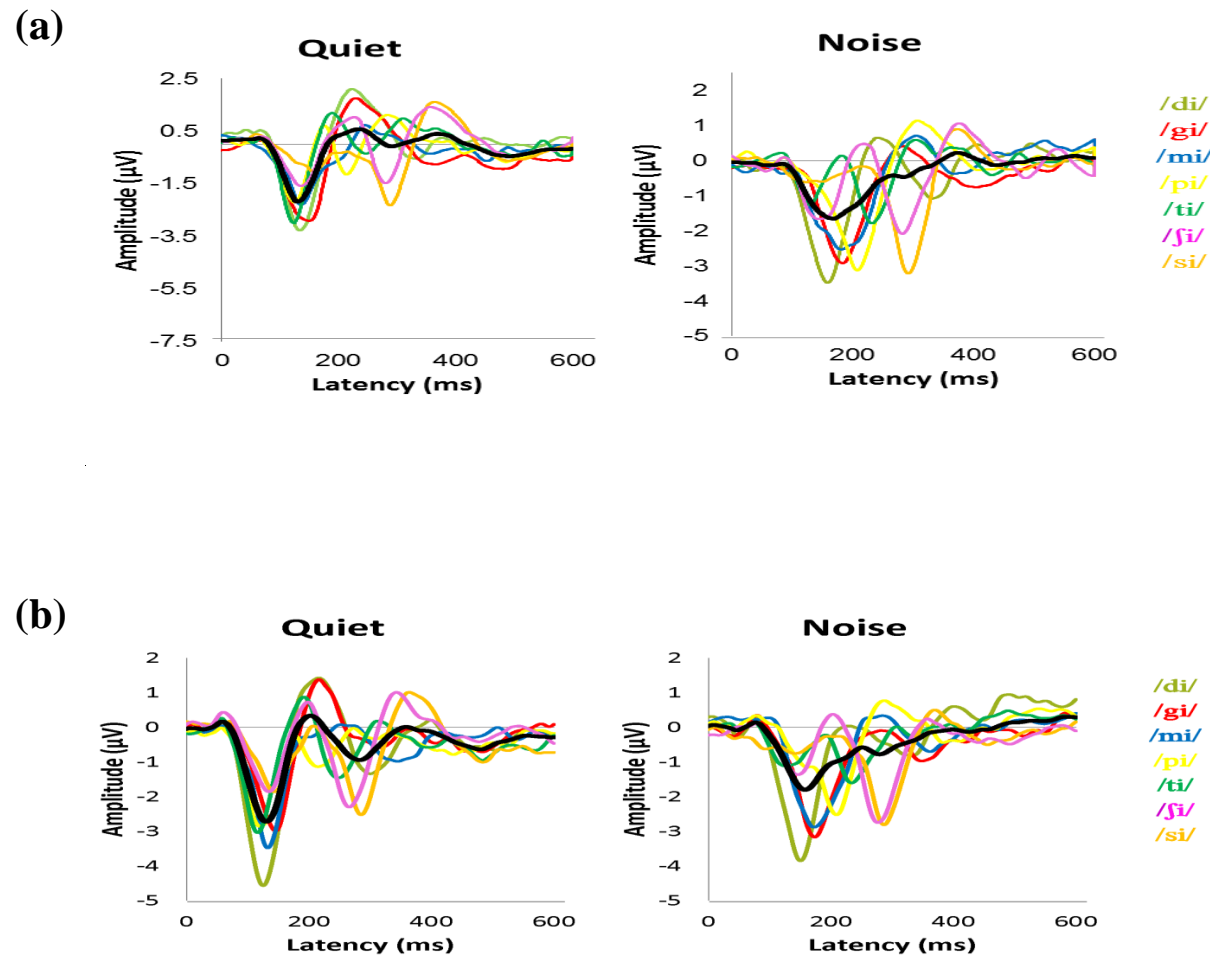 (a)
Quiet
Noise
2.5
0.5
-1.5
-3.5
-5.5
-7.5
Amplitude (µV)
0 200 400 600
Latency (ms)
2
1
0
-1
-2
-3
-4
-5
Amplitude (µV)
0 200 400 600
Latency (ms)
/di/
/gi/
/mi/
/pi/
/ti/
/ʃi/
/si/
(b)
Quiet
Noise
2
1
0
-1
-2
-3
-4
-5
Amplitude (µV)
0 200 400 600
Latency (ms)
2
1
0
-1
-2
-3
-4
-5
Amplitude (µV)
0 200 400 600
Latency (ms)
/di/
/gi/
/mi/
/pi/
/ti/
/ʃi/
/si/